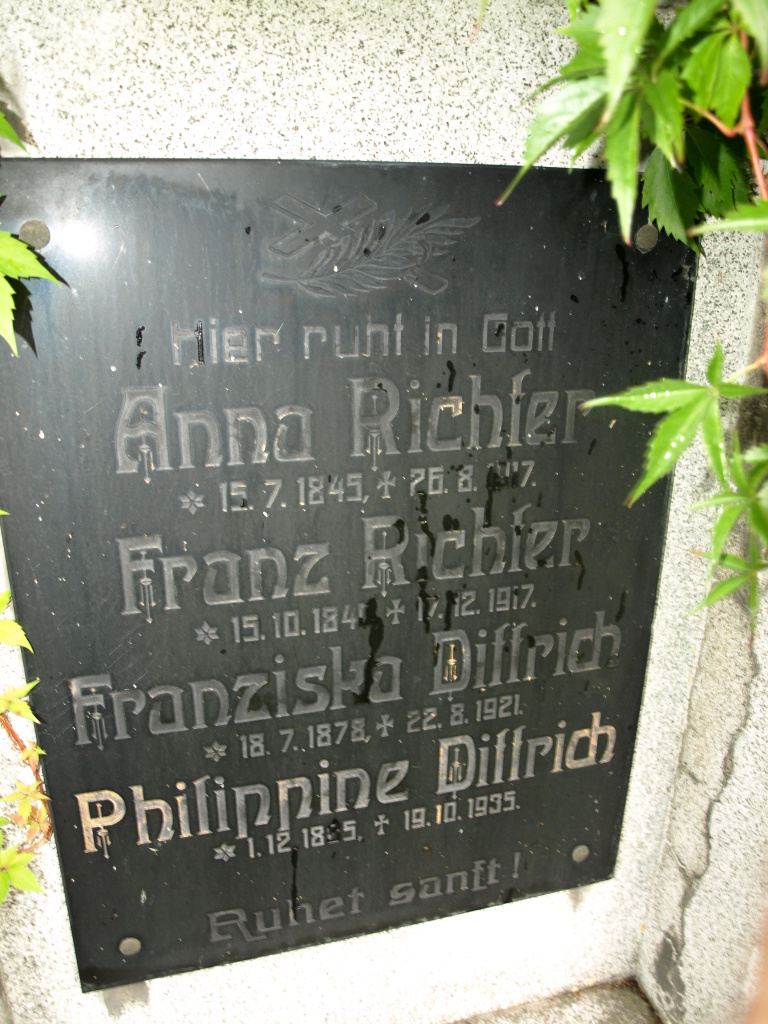 Hier ruht in Gott
Anna Richter
* 15.7.1845, + 26.8.1917.
Franz Richter
* 15.10. + 17.12.1917.
Franziska Dittrich
* 18.7.1878, + 22.8.1921.
Philippine Dittrich
* 1.12. + 19.10.1935.
Ruhet sanft!